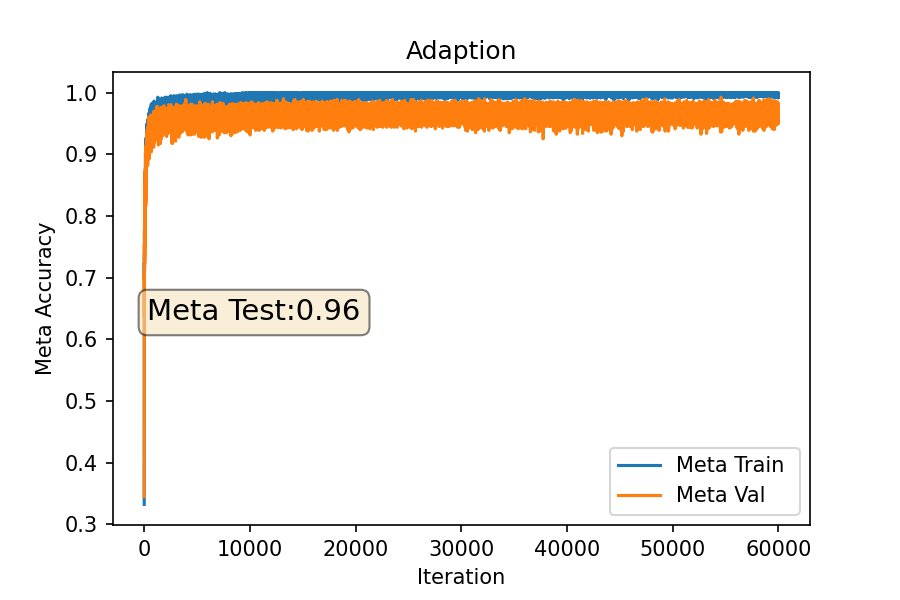 Adaption
Meta Accuracy
1.0
0.9
0.8
0.7
0.6
0.5
0.4
0.3
Meta Test:0.96
Meta Train
Meta Val
0 10000 20000 30000 40000 50000 60000
Iteration